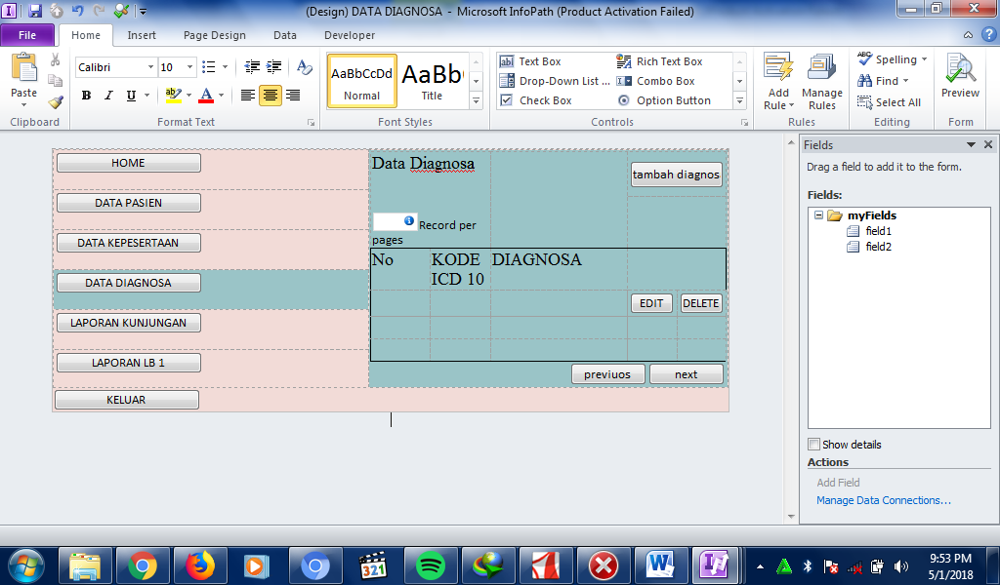 (Design) DATA DIAGNOSA - Microsoft InfoPath (Product Activation Failed)
File Home Insert Page Design Data Developer
Paste
Clipboard
Calibri 10
B I U
Format Text
AaBbCcDd
Normal
AaBb
Title
Font Styles
Text Box Rich Text Box
Drop-Down List ... Combo Box
Check Box Option Button
Controls
Add Rule
Manage Rules
Rules
Spelling
Find
Select All
Editing
Preview
Form
HOME
DATA PASIEN
DATA KEPESERTAAN
DATA DIAGNOSA
LAPORAN KUNJUNGAN
LAPORAN LB 1
KELUAR
Data Diagnosa
tambah diagnos
Record per
pages
No KODE DIAGNOSA
ICD 10
EDIT DELETE
previuos next
Fields
Drag a field to add it to the form.
Fields:
myFields
field1
field2
Show details
Actions
Add Field
Manage Data Connections...
321
9:53 PM
5/1/2018